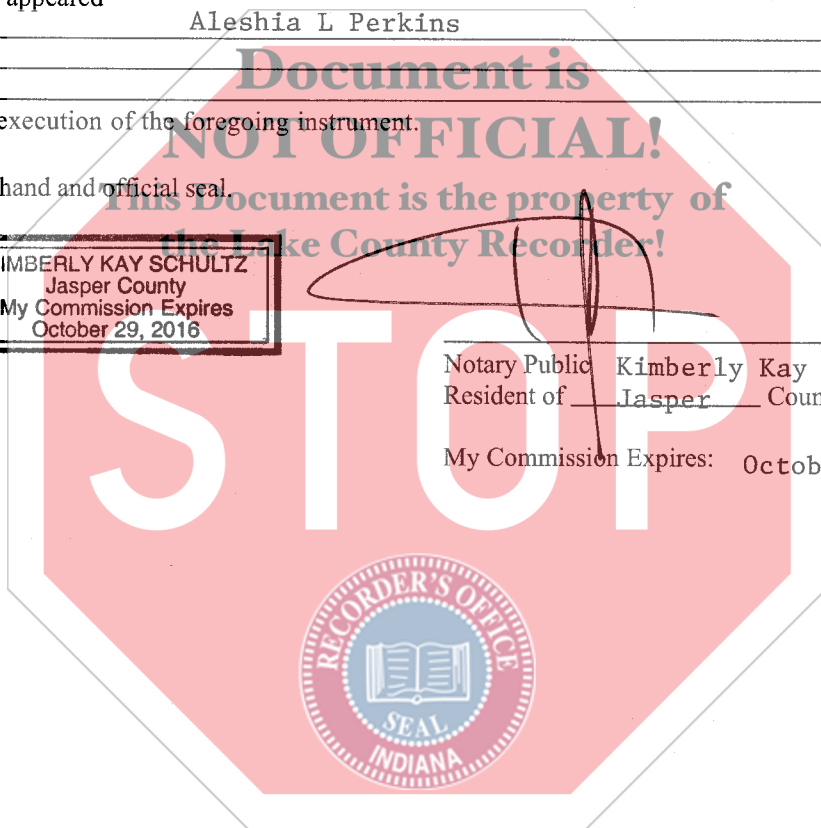 appeared
Aleshia L Perkins
Document is
execution of the foregoing instrument.
NOT OFFICIAL!
hand and official seal.
This Document is the property of
the Lake County Recorder!
IMBERLY KAY SCHULTZ
Jasper County
My Commission Expires
October 29, 2016
STOP
Notary Public Kimberly Kay
Resident of Jasper Coun
My Commission Expires: Octob
RECORDER'S OFFICE
SEAL
INDIANA